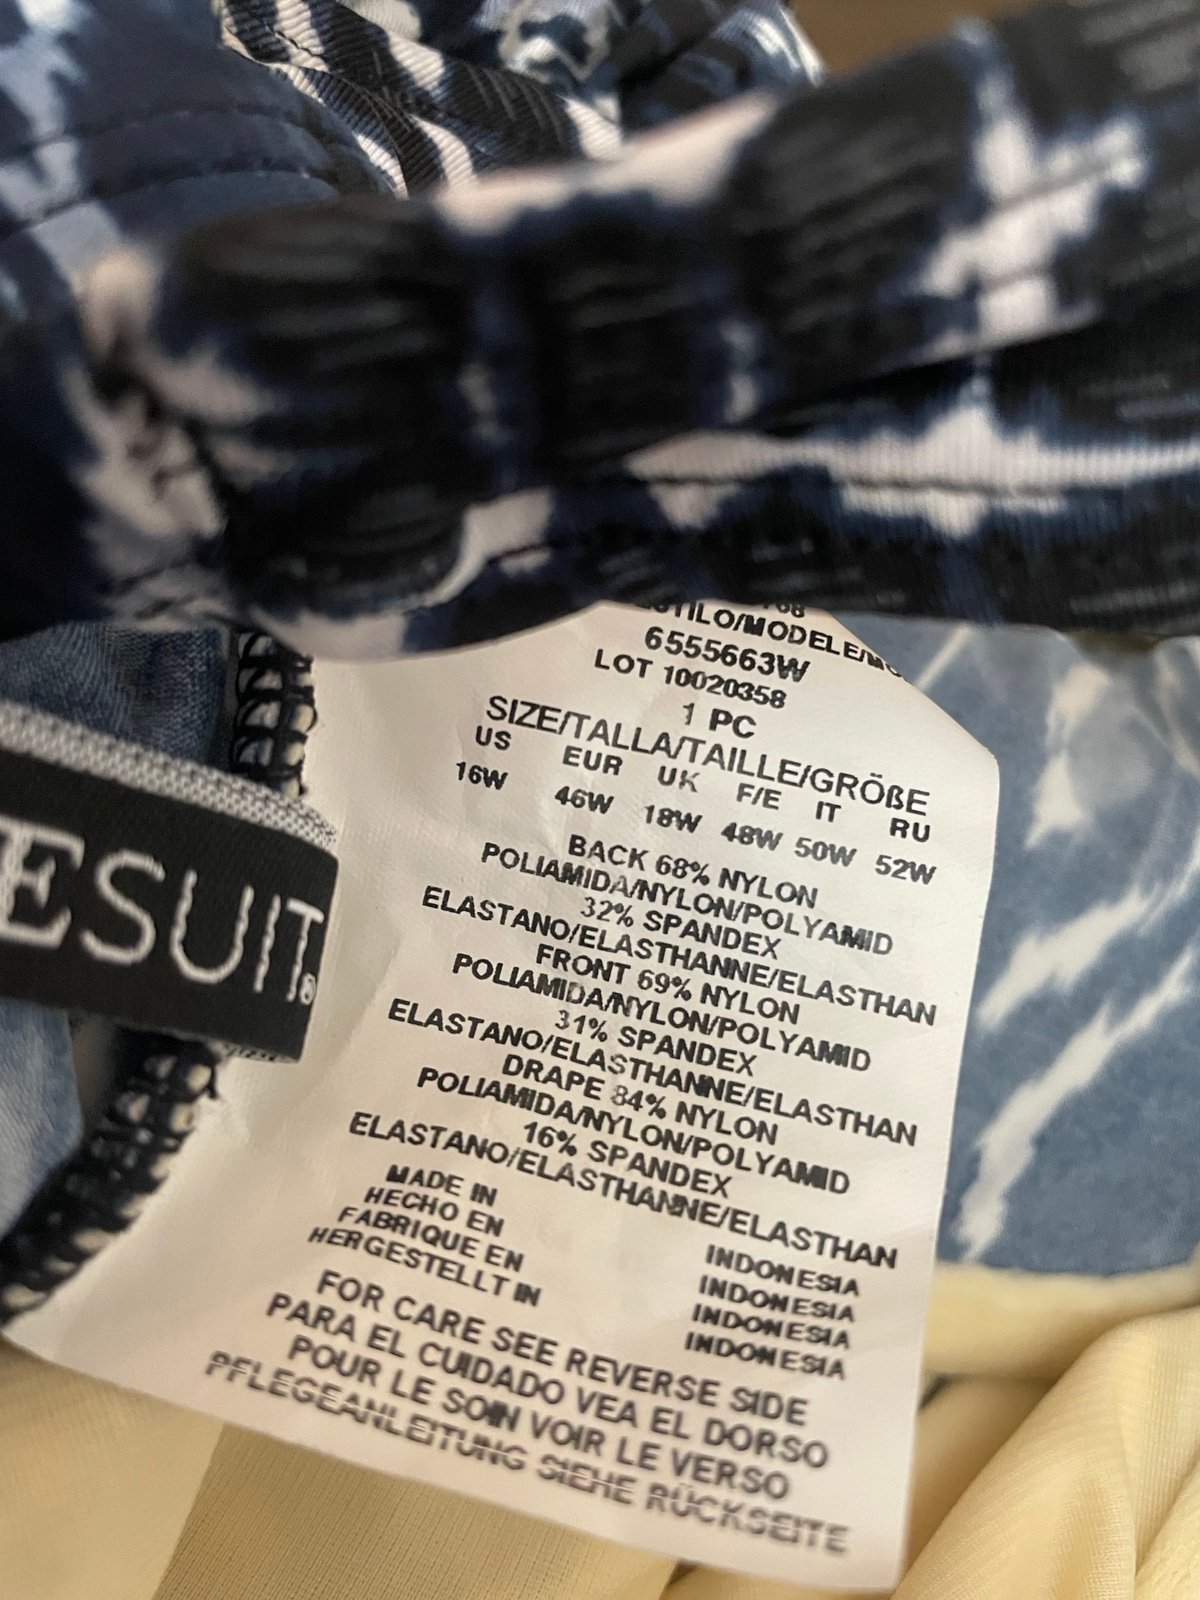 ESUIT®
6555663W
LOT 10020358
1 PC
SIZE/TALLA/TAILLE/GRÖßE
US EUR UK F/E IT RU
16W 46W 18W 48W 50W 52W
BACK 68% NYLON
POLIAMIDA/NYLON/POLYAMID
32% SPANDEX
ELASTANO/ELASTHANNE/ELASTHAN
FRONT 69% NYLON
POLIAMIDA/NYLON/POLYAMID
31% SPANDEX
ELASTANO/ELASTHANNE/ELASTHAN
DRAPE 84% NYLON
POLIAMIDA/NYLON/POLYAMID
16% SPANDEX
ELASTANO/ELASTHANNE/ELASTHAN
MADE IN INDONESIA
HECHO EN INDONESIA
FABRIQUE EN INDONESIA
HERGESTELLT IN INDONESIA
FOR CARE SEE REVERSE SIDE
PARA EL CUIDADO VEA EL DORSO
POUR LE SOIN VOIR LE VERSO
PFLEGEANLEITUNG SIEHE RÜCKSEITE